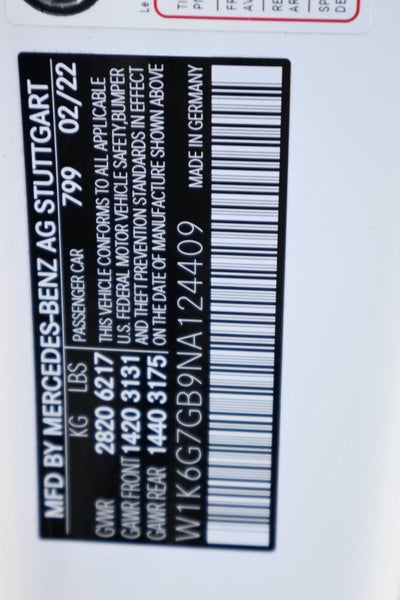 MFD BY MERCEDES-BENZ AG STUTTGART
KG LBS PASSENGER CAR 799 02/22
GVWR 2820 6217 THIS VEHICLE CONFORMS TO ALL APPLICABLE
GAWR FRONT 1420 3131 U.S. FEDERAL MOTOR VEHICLE SAFETY, BUMPER
GAWR REAR 1440 3175 AND THEFT PREVENTION STANDARDS IN EFFECT
ON THE DATE OF MANUFACTURE SHOWN ABOVE
W1K6G7GB9NA124409 MADE IN GERMANY